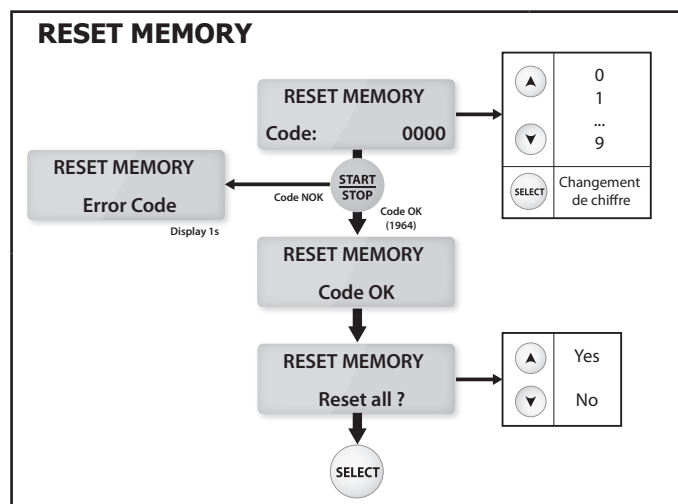 RESET MEMORY
RESET MEMORY
Code: 0000
0
1
...
9
SELECT
Changement
de chiffre
START
STOP
RESET MEMORY
Error Code
Display 1s
Code NOK
Code OK
(1964)
RESET MEMORY
Code OK
RESET MEMORY
Reset all ?
Yes
No
SELECT